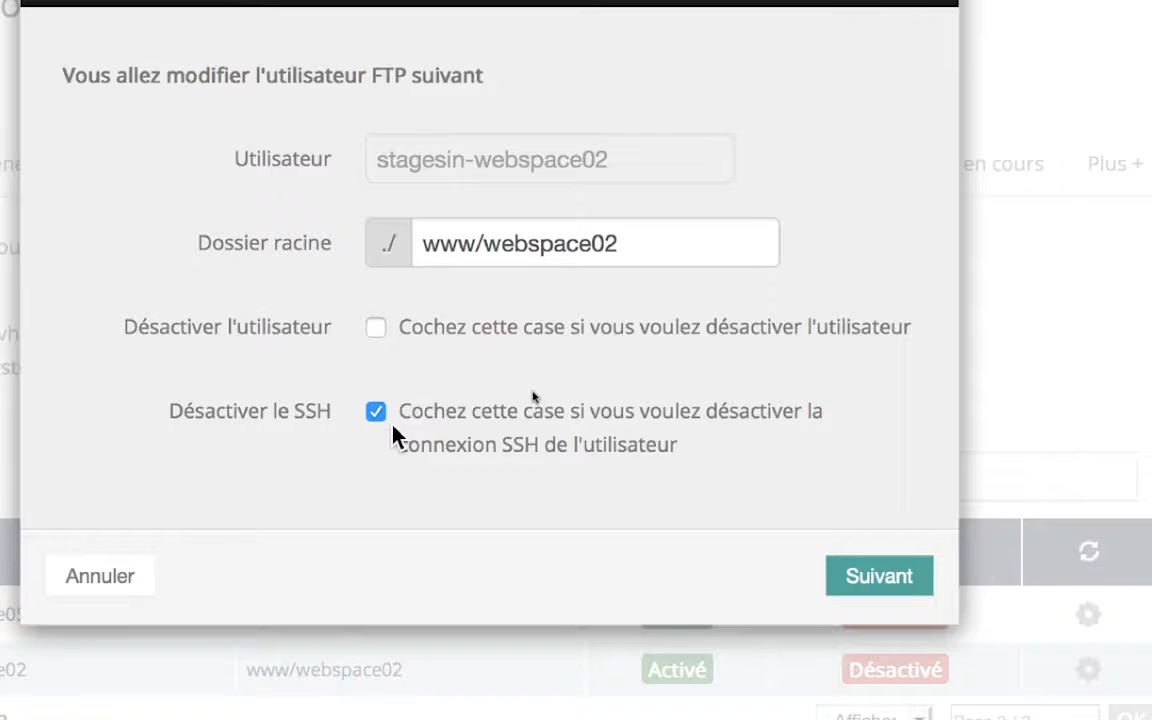 Vous allez modifier l'utilisateur FTP suivant
en cours Plus +
Utilisateur stagesin-webspace02
Dossier racine ./ www/webspace02
Désactiver l'utilisateur Cochez cette case si vous voulez désactiver l'utilisateur
Désactiver le SSH Cochez cette case si vous voulez désactiver la
connexion SSH de l'utilisateur
Annuler Suivant
e02 www/webspace02 Activé Désactivé
Afficher